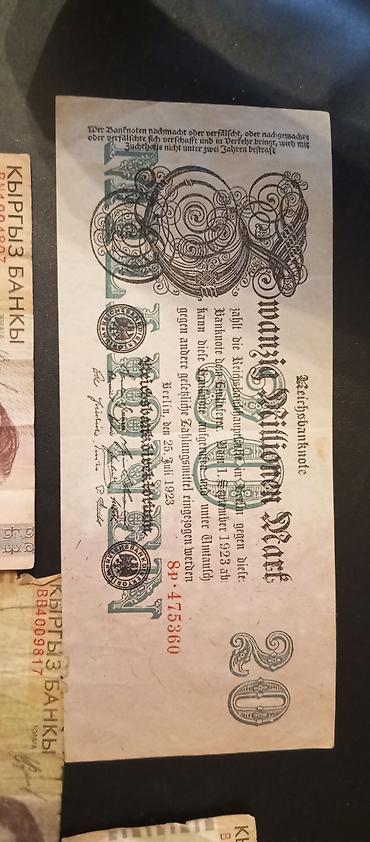 Wer Banknoten nachmacht oder verfälscht, oder nachgemachte
oder verfälschte sich verschafft und in Verkehr bringt, wird mit
Zuchthaus nicht unter zwei Jahren bestraft
Reichsbanknote
Zwanzig Millionen Mark
zahlt die Reichsbankhauptkasse in Berlin gegen diese
Banknote dem Einlieferer. Vom 1. September 1923 ab
kann diese Banknote aufgerufen und unter Umtausch
gegen andere gesetzliche Zahlungsmittel eingezogen werden
Berlin, den 25. Juli 1923
Reichsbankdirektorium
8P·475360
20
20
КЫРГЫЗ БАНКЫ
КЫРГЫЗ БАНКЫ
BB4009817
КЫ